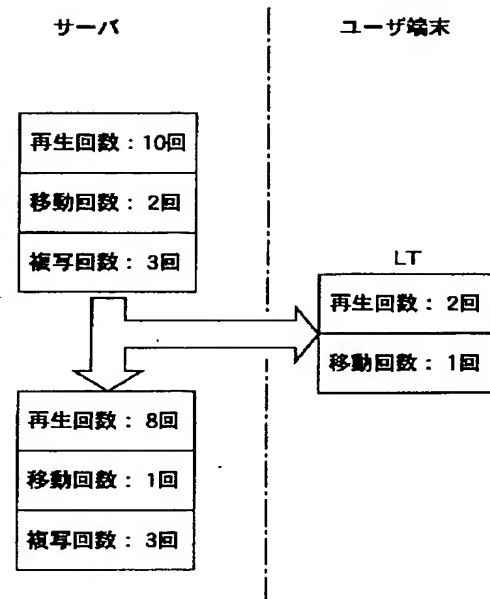 サーバ
ユーザ端末
再生回数：10回
移動回数： 2回
複写回数： 3回
LT
再生回数： 2回
移動回数： 1回
再生回数： 8回
移動回数： 1回
複写回数： 3回